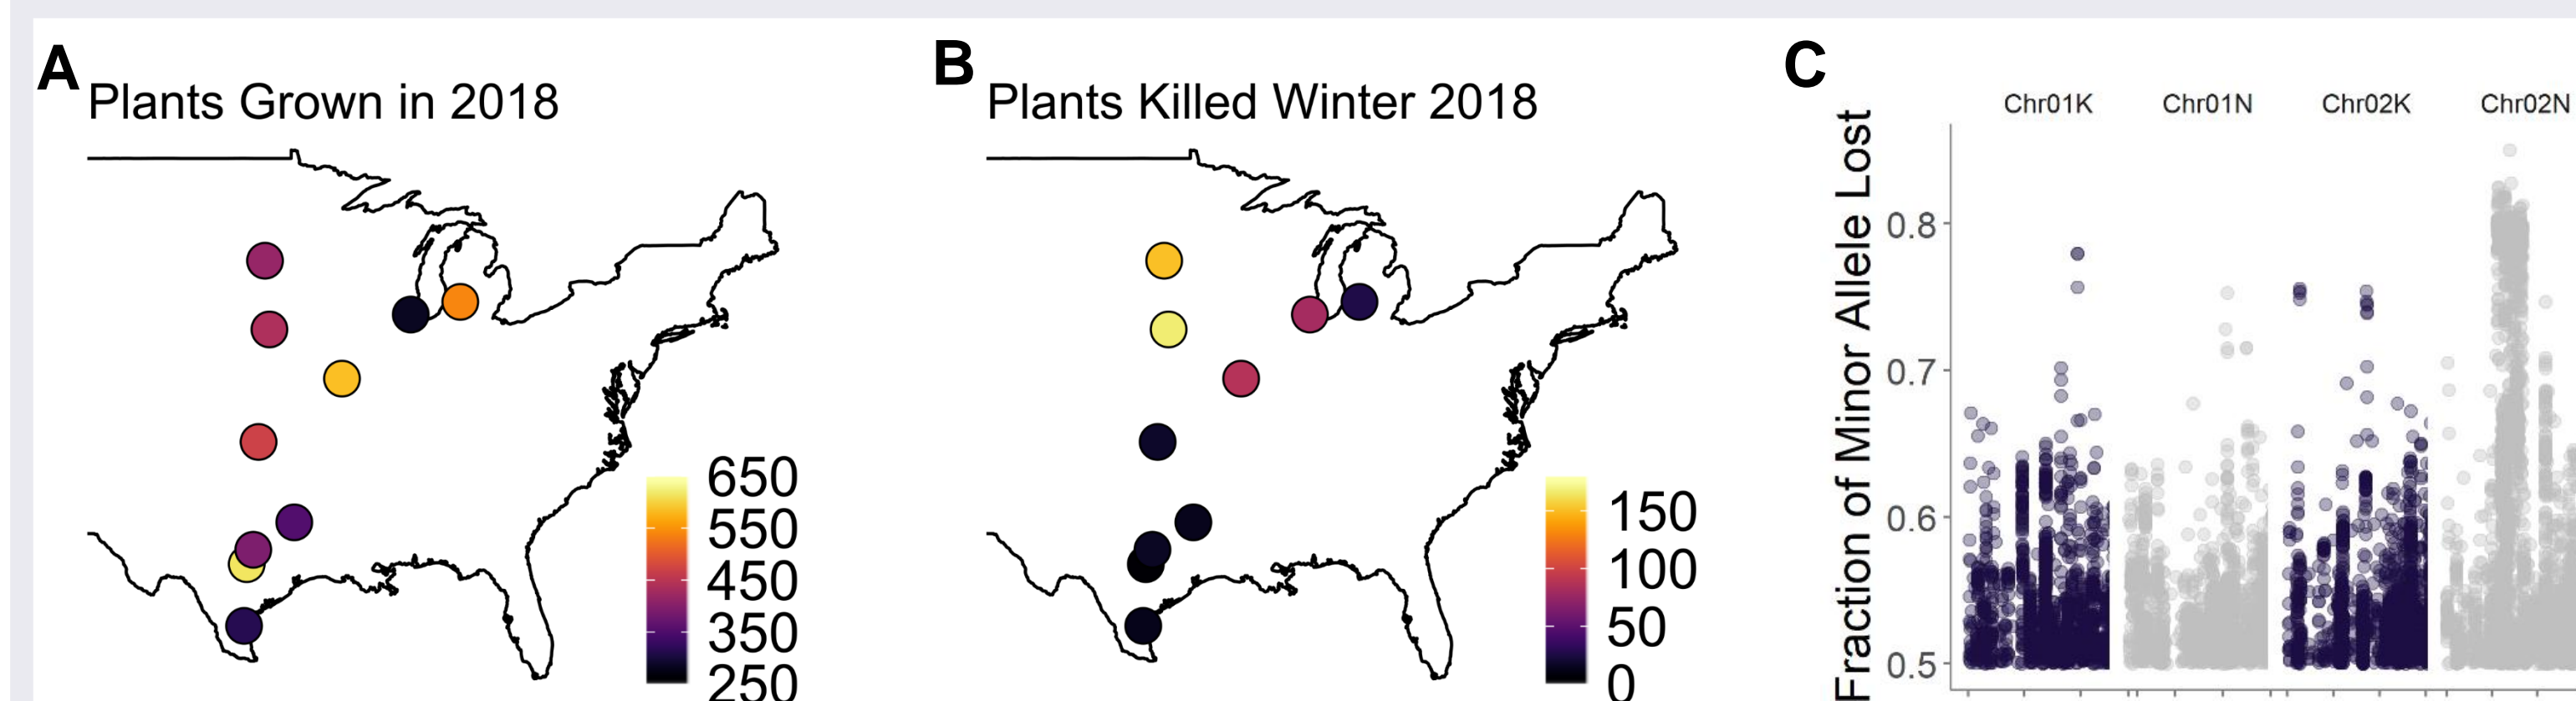 A
Plants Grown in 2018
650
550
450
350
250
B
Plants Killed Winter 2018
150
100
50
0
C
Chr01K
Chr01N
Chr02K
Chr02N
Fraction of Minor Allele Lost
0.8
0.7
0.6
0.5